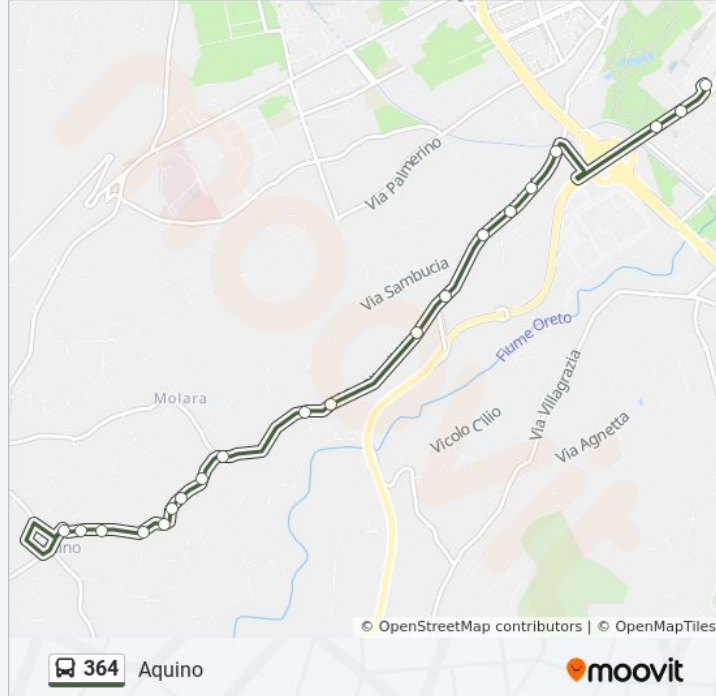 Via Palmerino
Via Sambucia
Fiume Oreto
Molara
Via Villagrazia
Vicolo Cilio
Via Agnetta
ino
© OpenStreetMap contributors | © OpenMapTiles
364 Aquino
moovit